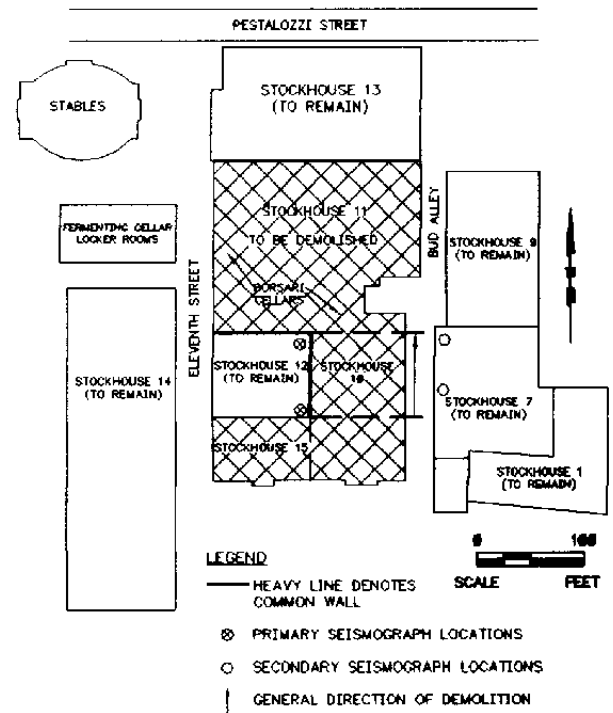 PESTALOZZI STREET
STOCKHOUSE 13
(TO REMAIN)
STABLES
STOCKHOUSE 11
TO BE DEMOLISHED
BUD ALLEY
FERMENTING CELLAR
LOCKER ROOMS
STOCKHOUSE 9
(TO REMAIN)
BORSARI
CELLARS
ELEVENTH STREET
STOCKHOUSE 14
(TO REMAIN)
STOCKHOUSE 12
(TO REMAIN)
STOCKHOUSE
STOCKHOUSE 7
(TO REMAIN)
STOCKHOUSE 15
STOCKHOUSE 1
(TO REMAIN)
0 100
SCALE FEET
LEGEND
HEAVY LINE DENOTES
COMMON WALL
PRIMARY SEISMOGRAPH LOCATIONS
SECONDARY SEISMOGRAPH LOCATIONS
GENERAL DIRECTION OF DEMOLITION